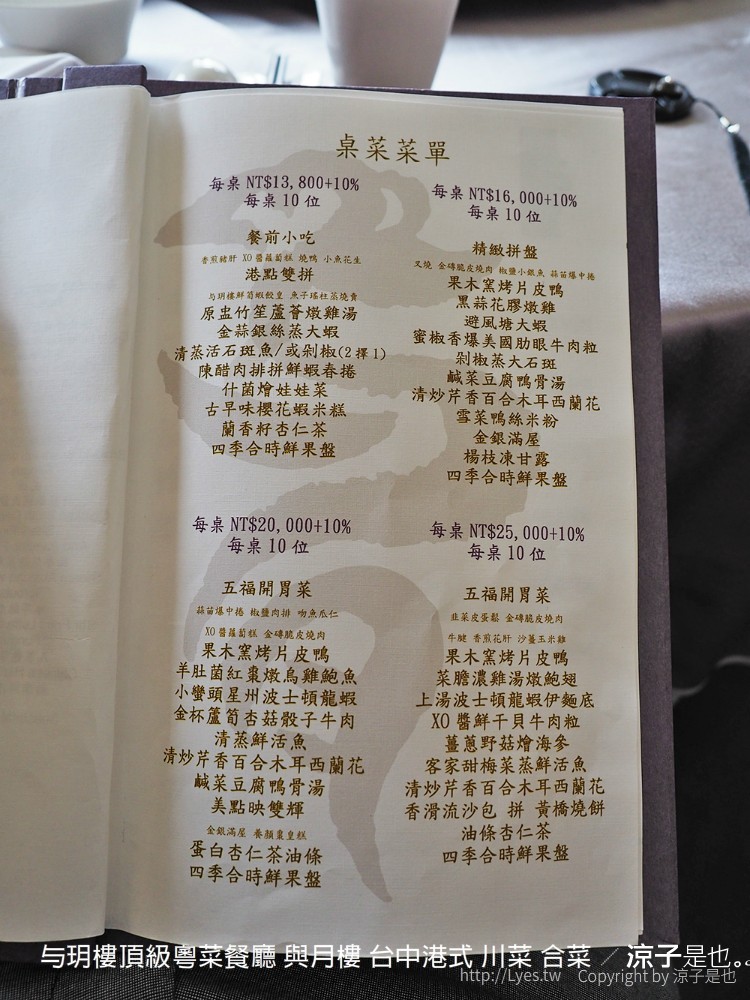 桌菜菜單
每桌 NT$13,800+10%
每桌 10 位
餐前小吃
香煎豬肝 XO醬蘿蔔糕 燒鴨 小魚花生
港點雙拼
与玥樓鮮筍蝦餃皇 魚子瑤柱蒸燒賣
原盅竹笙蘆薈燉雞湯
金蒜銀絲蒸大蝦
清蒸活石斑魚/或剁椒(2擇1)
陳醋肉排拼鮮蝦春捲
什菌燴娃娃菜
古早味櫻花蝦米糕
蘭香籽杏仁茶
四季合時鮮果盤
每桌 NT$16,000+10%
每桌 10 位
精緻拼盤
叉燒 金磚脆皮燒肉 椒鹽小銀魚 蒜苗爆中捲
果木窯烤片皮鴨
黑蒜花膠燉雞
避風塘大蝦
蜜椒香爆美國肋眼牛肉粒
剁椒蒸大石斑
鹹菜豆腐鴨骨湯
清炒芹香百合木耳西蘭花
雪菜鴨絲米粉
金銀滿屋
楊枝凍甘露
四季合時鮮果盤
每桌 NT$20,000+10%
每桌 10 位
五福開胃菜
蒜苗爆中捲 椒鹽肉排 吻魚瓜仁
XO醬蘿蔔糕 金磚脆皮燒肉
果木窯烤片皮鴨
羊肚菌紅棗燉烏雞鮑魚
小蠻頭星州波士頓龍蝦
金杯蘆筍杏菇骰子牛肉
清蒸鮮活魚
清炒芹香百合木耳西蘭花
鹹菜豆腐鴨骨湯
美點映雙輝
金銀滿屋 養顏棗皇糕
蛋白杏仁茶油條
四季合時鮮果盤
每桌 NT$25,000+10%
每桌 10 位
五福開胃菜
韭菜皮蛋鬆 金磚脆皮燒肉
牛腱 香煎花肝 沙薑玉米雞
果木窯烤片皮鴨
菜膽濃雞湯燉鮑翅
上湯波士頓龍蝦伊麵底
XO 醬鮮干貝牛肉粒
薑蔥野菇燴海參
客家甜梅菜蒸鮮活魚
清炒芹香百合木耳西蘭花
香滑流沙包 拼 黃橋燒餅
油條杏仁茶
四季合時鮮果盤
与玥樓頂級粵菜餐廳 與月樓 台中港式 川菜 合菜 ／ 涼子是也。
http://Lyes.tw Copyright by 涼子是也